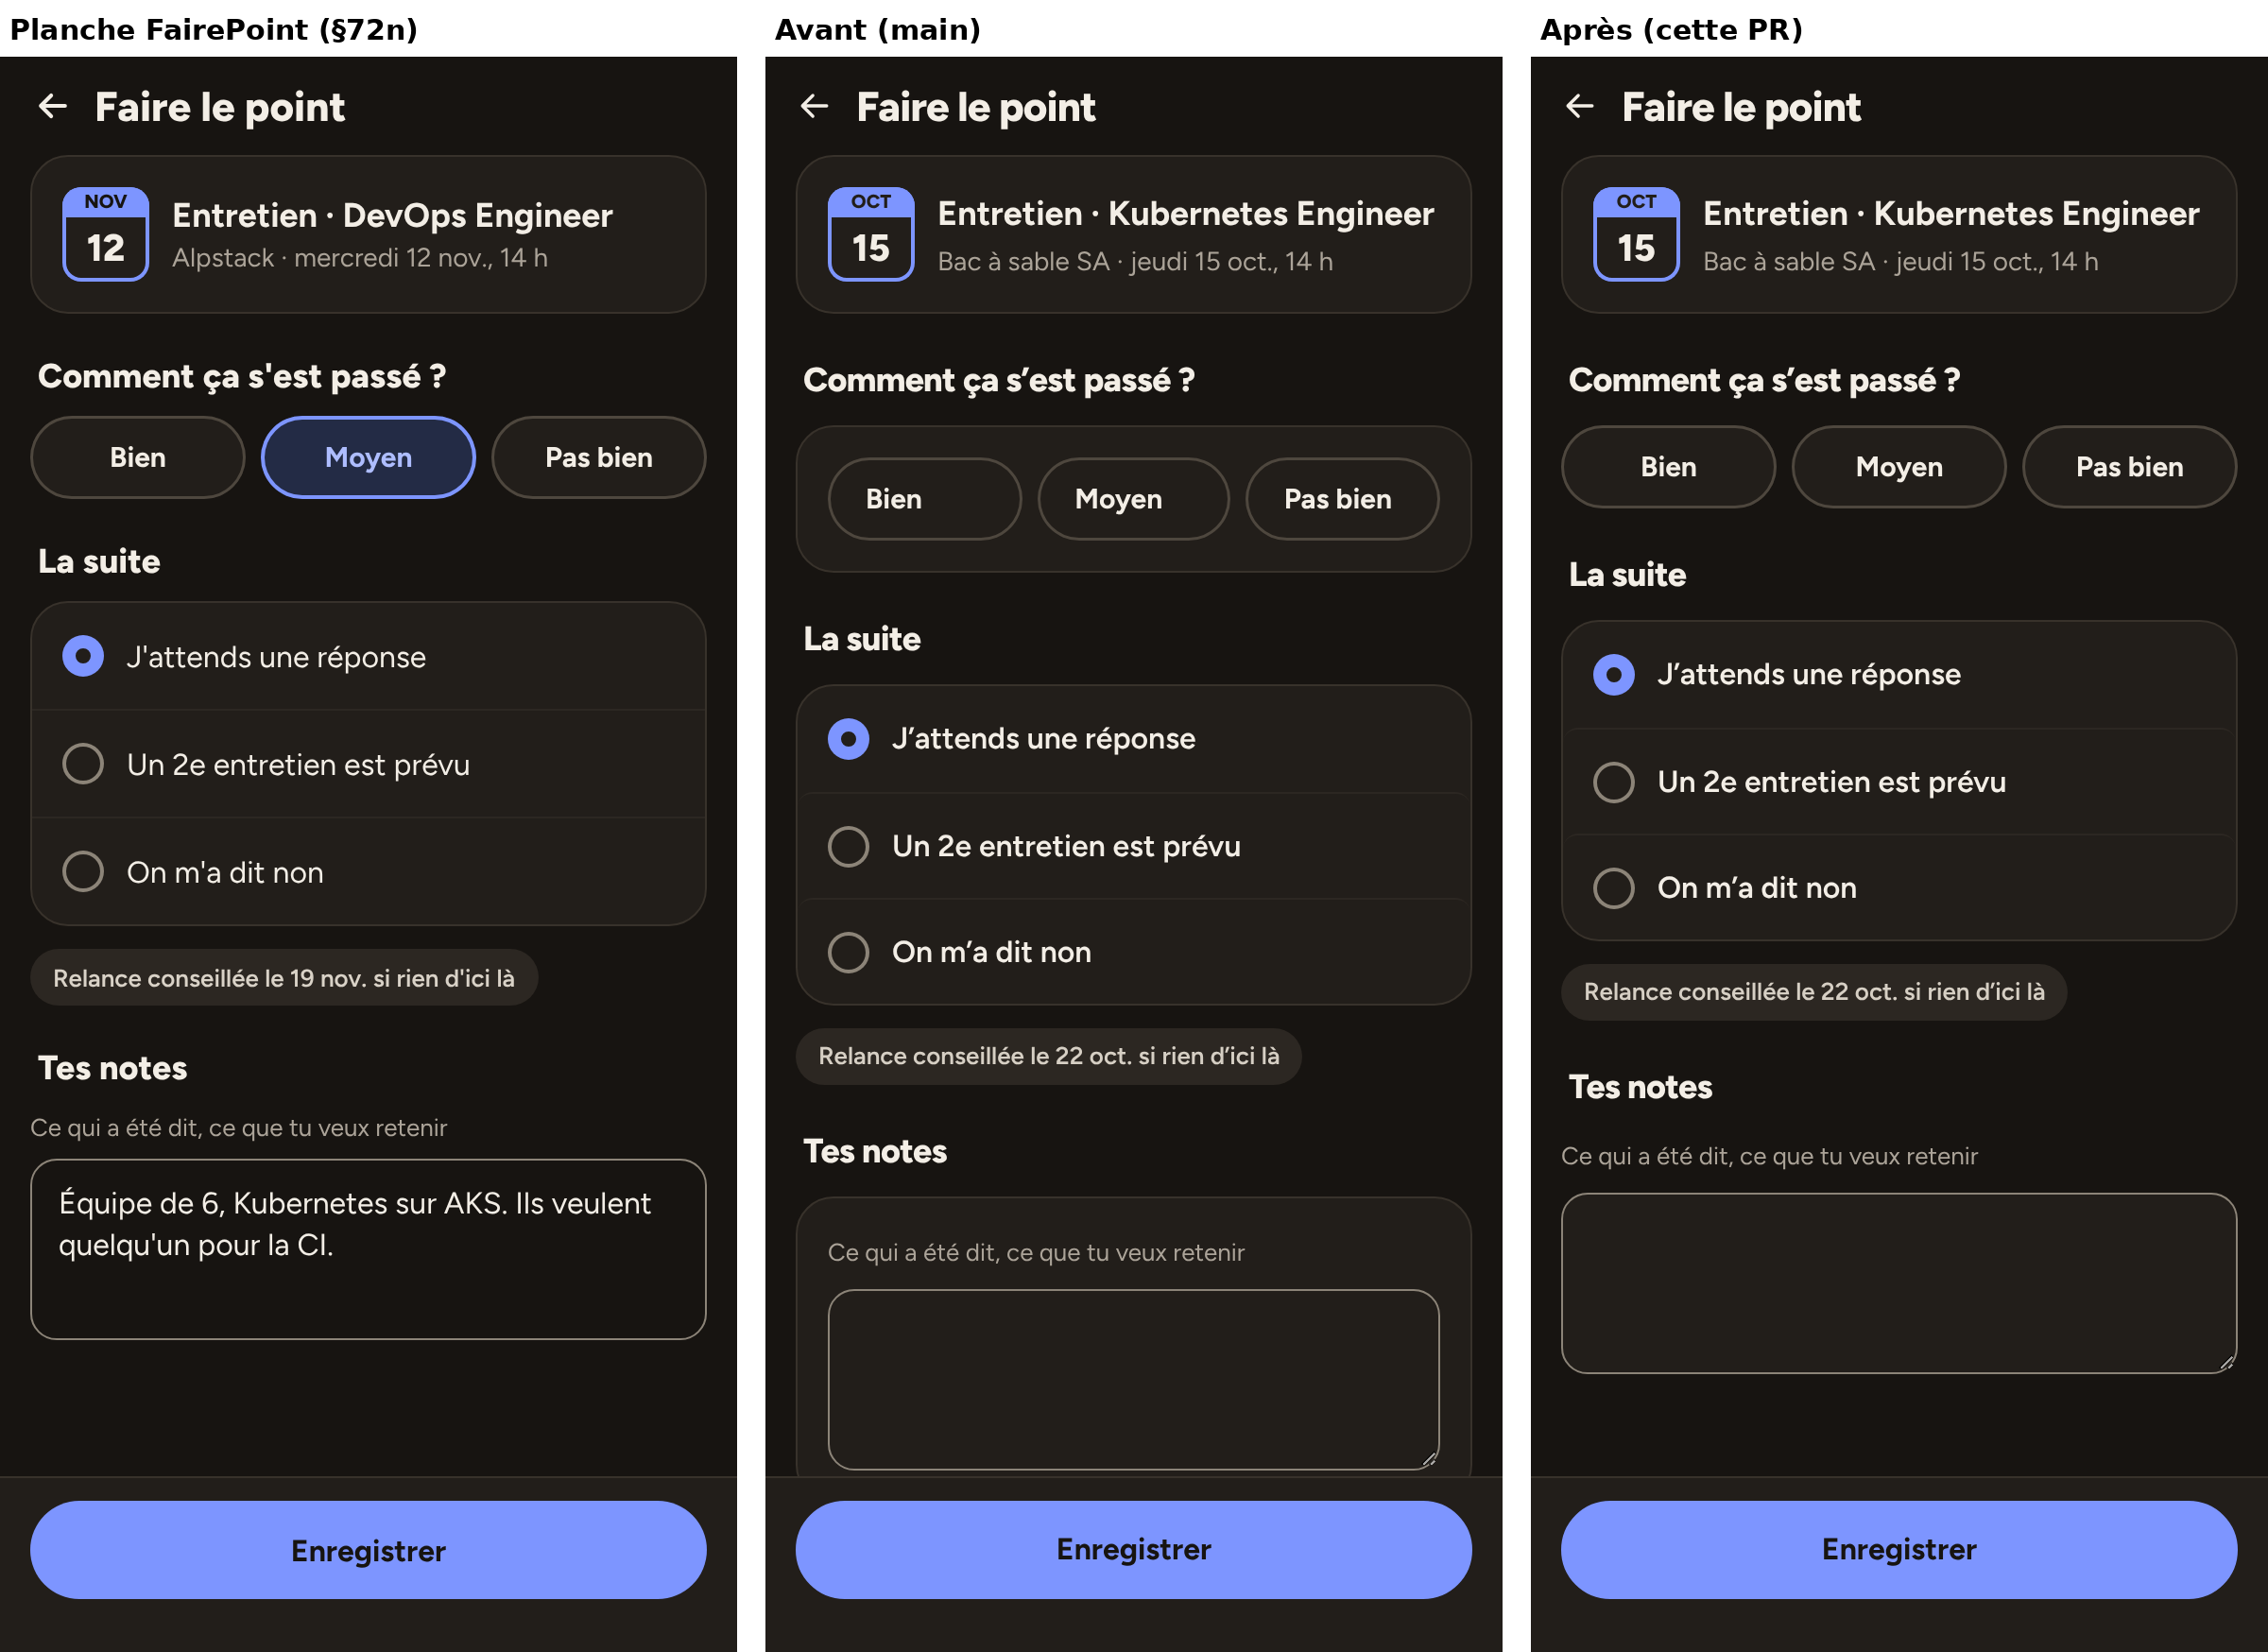 Planche FairePoint (§72n)
Faire le point
NOV
12
Entretien · DevOps Engineer
Alpstack · mercredi 12 nov., 14 h
Comment ça s'est passé ?
Bien
Moyen
Pas bien
La suite
J'attends une réponse
Un 2e entretien est prévu
On m'a dit non
Relance conseillée le 19 nov. si rien d'ici là
Tes notes
Ce qui a été dit, ce que tu veux retenir
Équipe de 6, Kubernetes sur AKS. Ils veulent
quelqu'un pour la CI.
Enregistrer
Avant (main)
Faire le point
OCT
15
Entretien · Kubernetes Engineer
Bac à sable SA · jeudi 15 oct., 14 h
Comment ça s’est passé ?
Bien
Moyen
Pas bien
La suite
J’attends une réponse
Un 2e entretien est prévu
On m’a dit non
Relance conseillée le 22 oct. si rien d’ici là
Tes notes
Ce qui a été dit, ce que tu veux retenir
Enregistrer
Après (cette PR)
Faire le point
OCT
15
Entretien · Kubernetes Engineer
Bac à sable SA · jeudi 15 oct., 14 h
Comment ça s’est passé ?
Bien
Moyen
Pas bien
La suite
J’attends une réponse
Un 2e entretien est prévu
On m’a dit non
Relance conseillée le 22 oct. si rien d’ici là
Tes notes
Ce qui a été dit, ce que tu veux retenir
Enregistrer